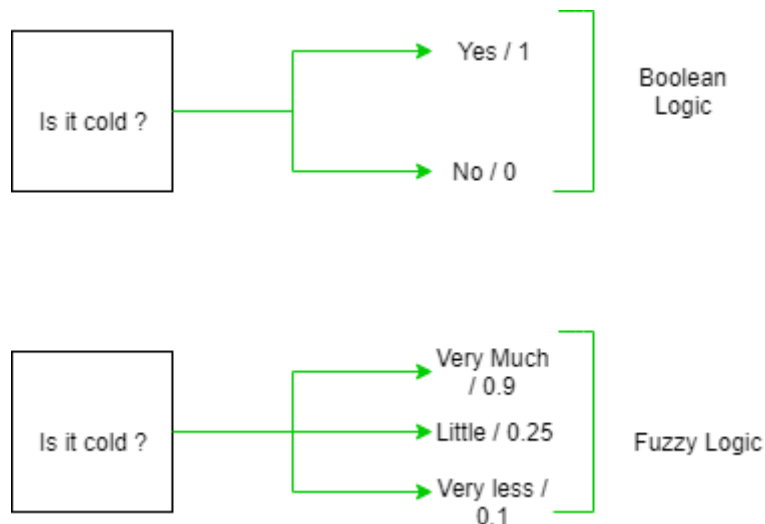 Is it cold ?
Yes / 1
No / 0
Boolean
Logic
Is it cold ?
Very Much
/ 0.9
Little / 0.25
Very less /
0.1
Fuzzy Logic